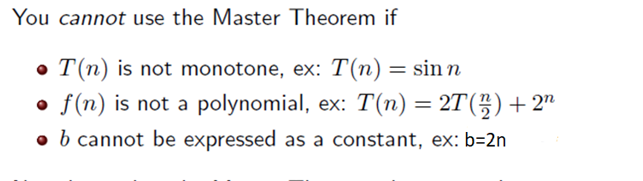 You cannot use the Master Theorem if
• T(n) is not monotone, ex: T(n) = sin n
• f(n) is not a polynomial, ex: T(n) = 2T(n/2) + 2ⁿ
• b cannot be expressed as a constant, ex: b=2n